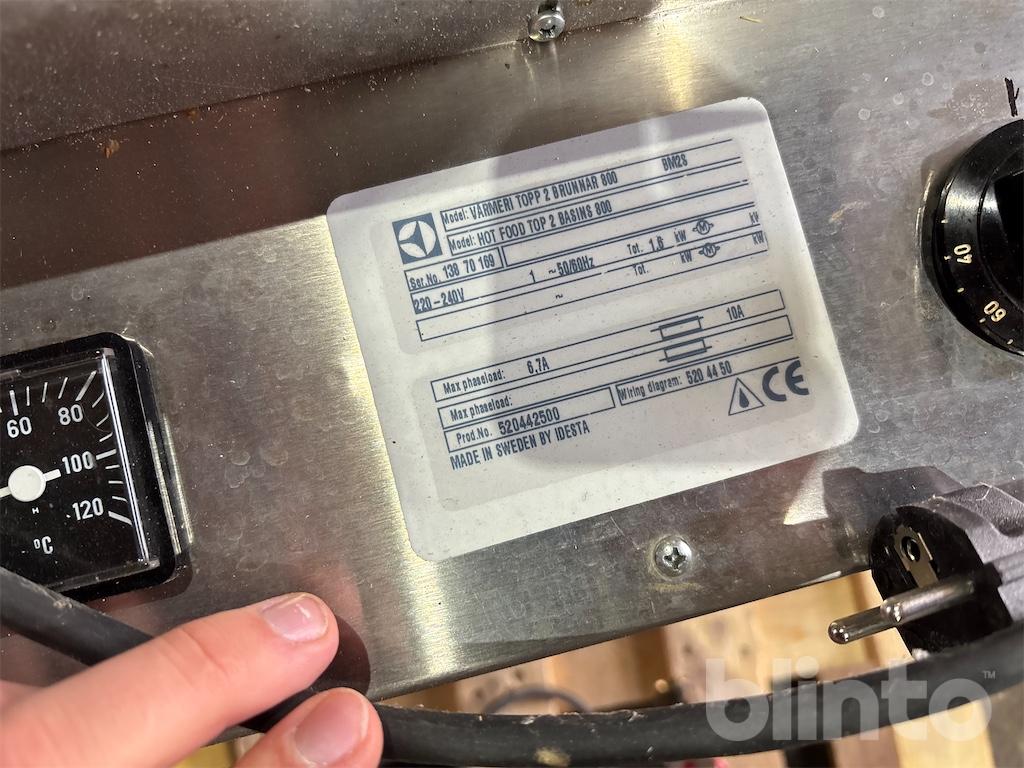 Model: VÄRMERI TOPP 2 BRUNNAR 800 BM2S
Model: HOT FOOD TOP 2 BASINS 800
Ser.No. 138 70 169
220-240V 1 ~50/60Hz Tot. 1.6 kW M kW
~ Tot. kW M kW
Max phaseload: 6.7A 10A
Max phaseload:
Prod.No. 520442500 Wiring diagram: 520 44 50
MADE IN SWEDEN BY IDESTA CE
60 80
100
120
°C
40
60
blinto™